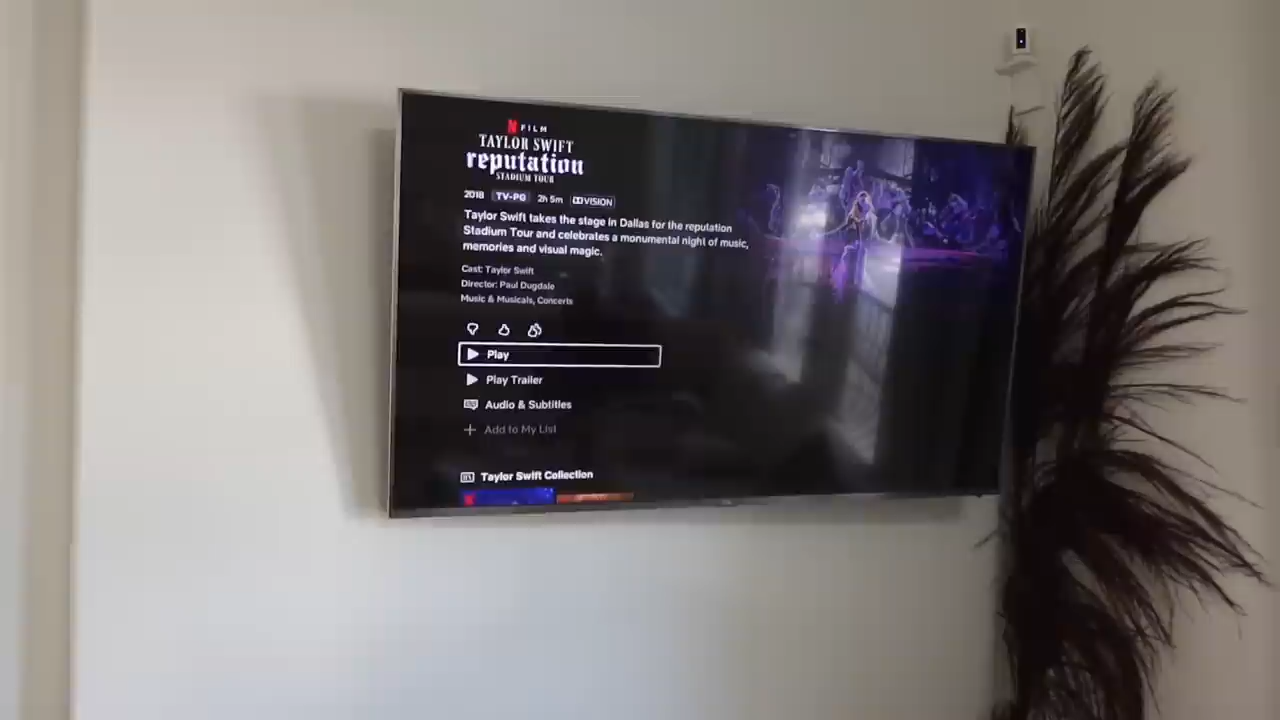 N FILM
TAYLOR SWIFT
reputation
STADIUM TOUR
2018 TV-PG 2h 5m VISION
Taylor Swift takes the stage in Dallas for the reputation
Stadium Tour and celebrates a monumental night of music,
memories and visual magic.
Cast: Taylor Swift
Director: Paul Dugdale
Music & Musicals, Concerts
Play
Play Trailer
Audio & Subtitles
Add to My List
Taylor Swift Collection
N